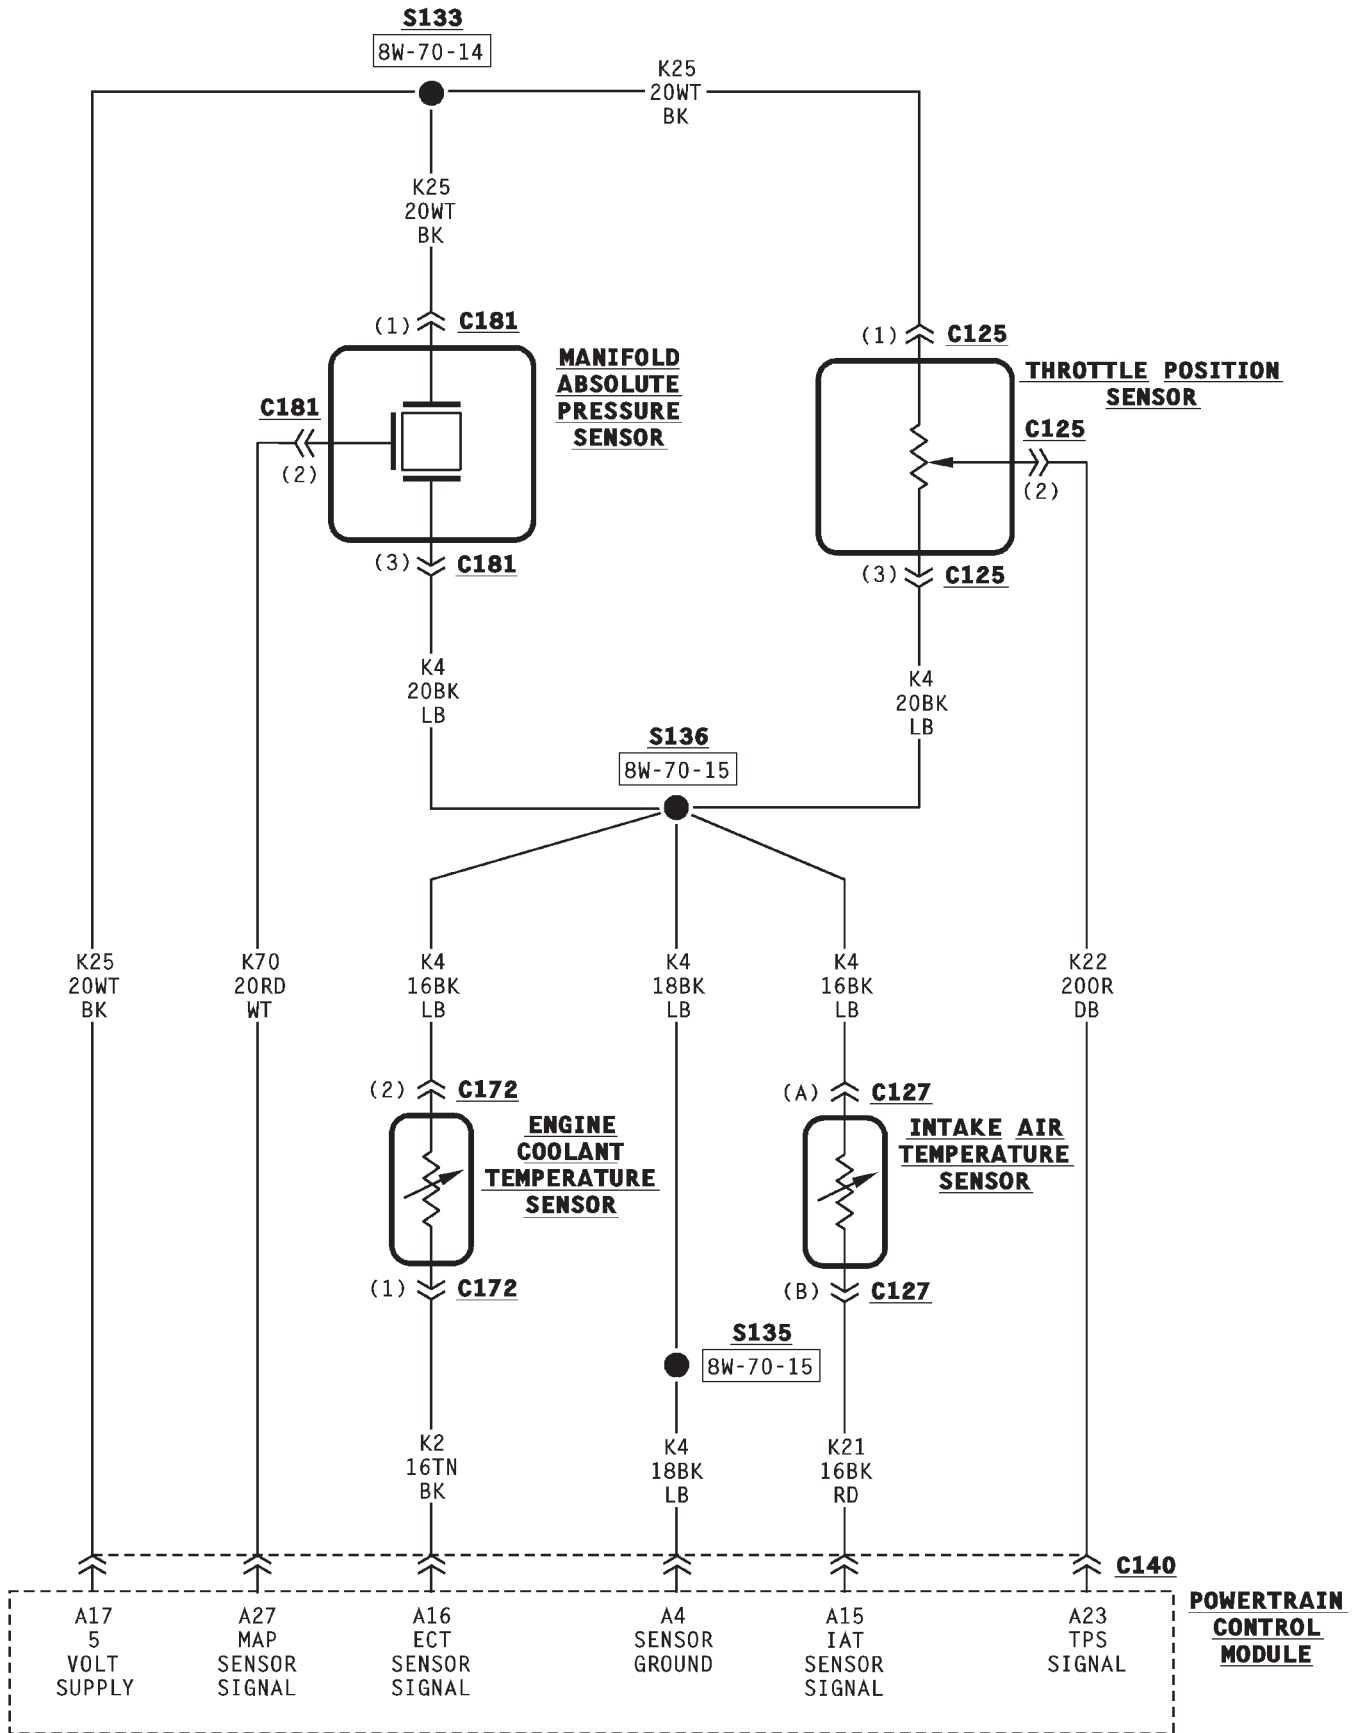 S133
8W-70-14
K25
20WT
BK
K25
20WT
BK
(1) C181
MANIFOLD
ABSOLUTE
PRESSURE
SENSOR
C181
(2)
(3) C181
(1) C125
THROTTLE POSITION
SENSOR
C125
(2)
(3) C125
K4
20BK
LB
K4
20BK
LB
S136
8W-70-15
K25
20WT
BK
K70
20RD
WT
K4
16BK
LB
K4
18BK
LB
K4
16BK
LB
K22
20OR
DB
(2) C172
ENGINE
COOLANT
TEMPERATURE
SENSOR
(1) C172
(A) C127
INTAKE AIR
TEMPERATURE
SENSOR
(B) C127
S135
8W-70-15
K2
16TN
BK
K4
18BK
LB
K21
16BK
RD
C140
POWERTRAIN
CONTROL
MODULE
A17
5
VOLT
SUPPLY
A27
MAP
SENSOR
SIGNAL
A16
ECT
SENSOR
SIGNAL
A4
SENSOR
GROUND
A15
IAT
SENSOR
SIGNAL
A23
TPS
SIGNAL